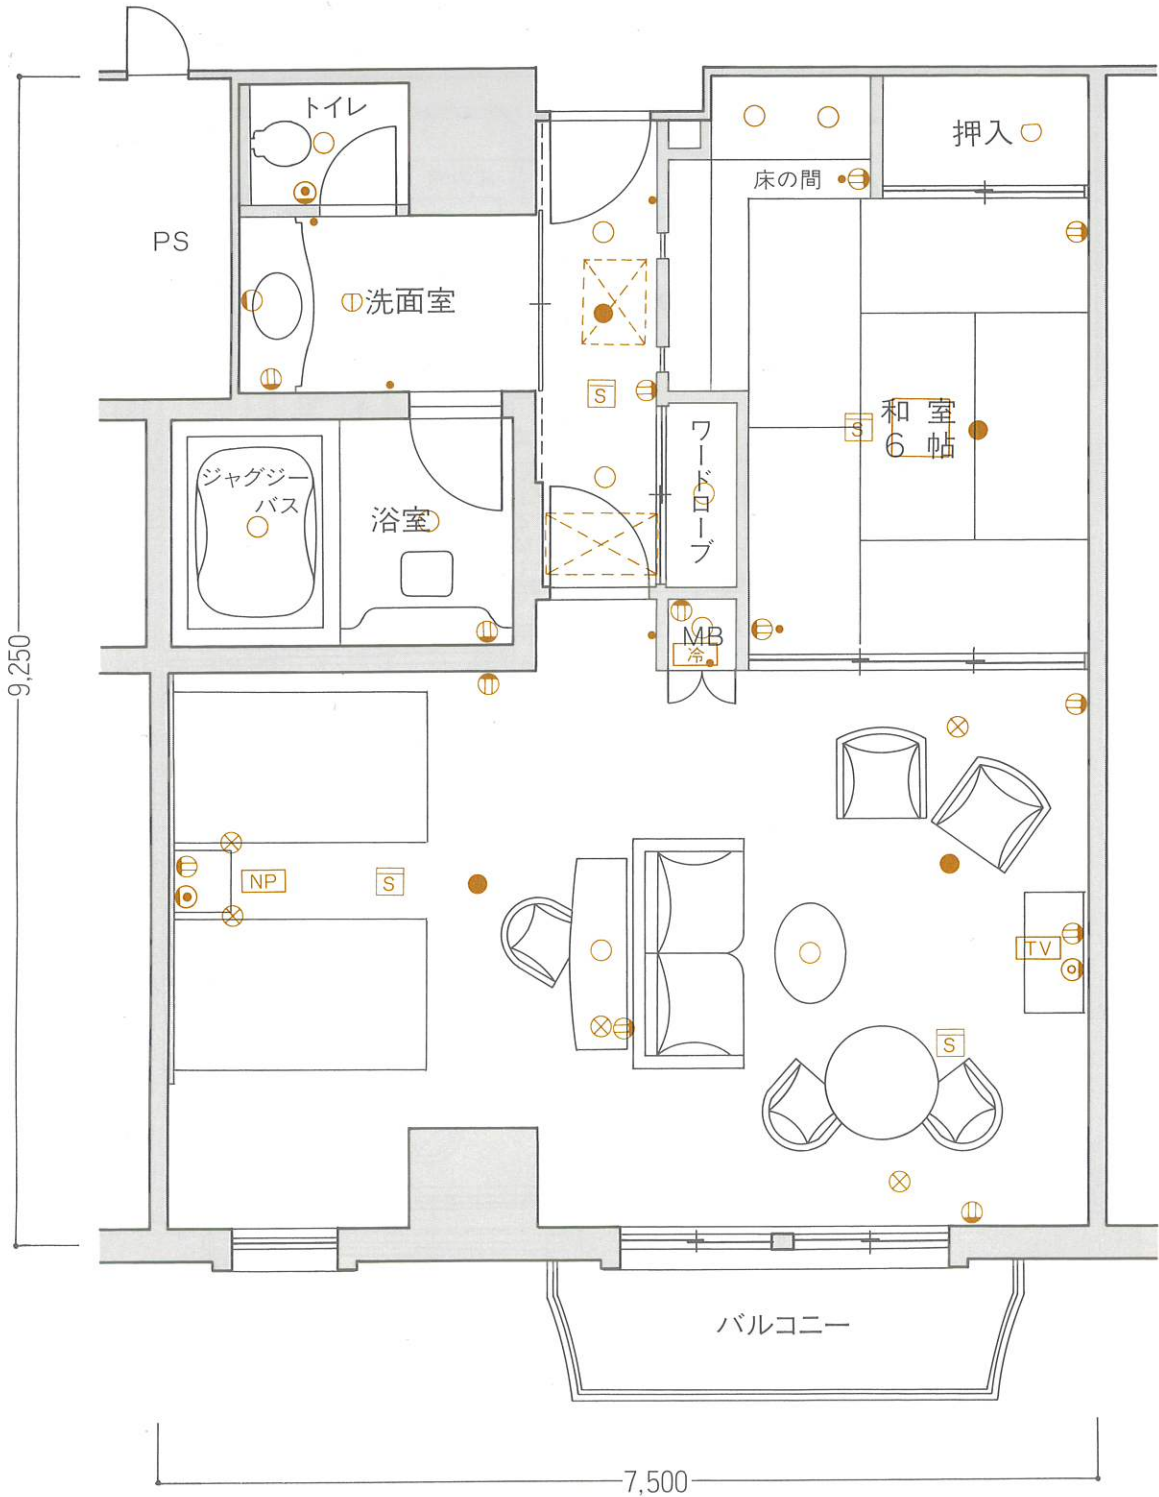 トイレ
押入
床の間
PS
洗面室
S
和室
6帖
S
ワードローブ
ジャグジー
バス
浴室
MB
冷
9,250
NP
S
TV
S
バルコニー
7,500